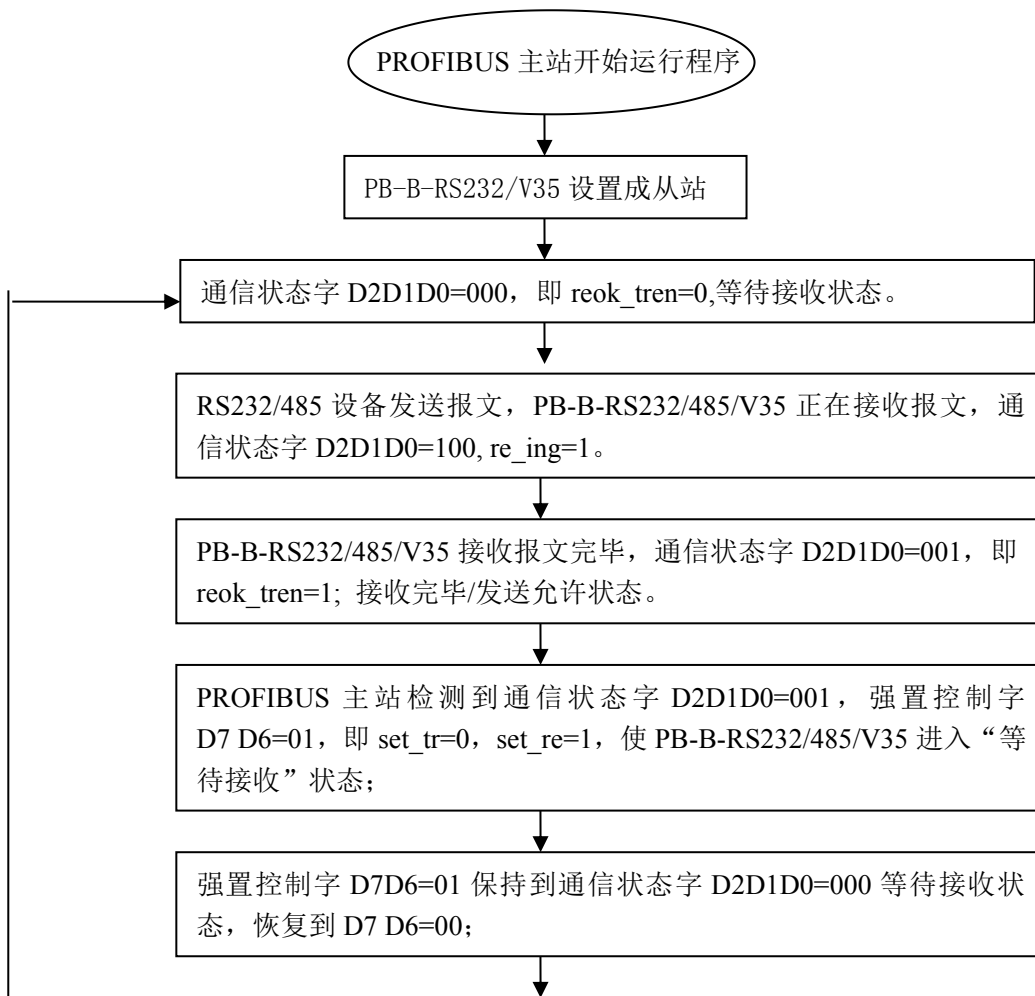 PROFIBUS 主站开始运行程序
PB-B-RS232/V35 设置成从站
通信状态字 D2D1D0=000，即 reok_tren=0,等待接收状态。
RS232/485 设备发送报文，PB-B-RS232/485/V35 正在接收报文，通
信状态字 D2D1D0=100, re_ing=1。
PB-B-RS232/485/V35 接收报文完毕，通信状态字 D2D1D0=001，即
reok_tren=1; 接收完毕/发送允许状态。
PROFIBUS 主站检测到通信状态字 D2D1D0=001，强置控制字
D7 D6=01，即 set_tr=0，set_re=1，使 PB-B-RS232/485/V35 进入“等
待接收”状态；
强置控制字 D7D6=01 保持到通信状态字 D2D1D0=000 等待接收状
态，恢复到 D7 D6=00；